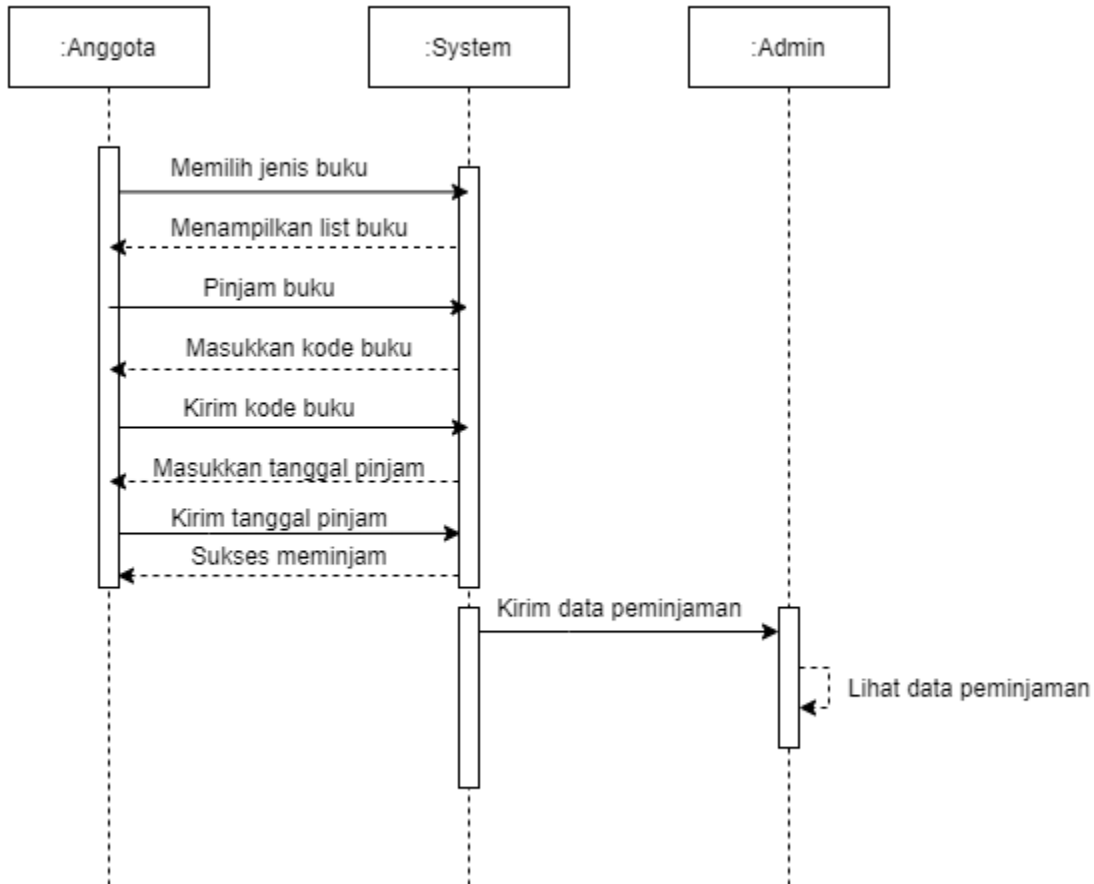 :Anggota
:System
:Admin
Memilih jenis buku
Menampilkan list buku
Pinjam buku
Masukkan kode buku
Kirim kode buku
Masukkan tanggal pinjam
Kirim tanggal pinjam
Sukses meminjam
Kirim data peminjaman
Lihat data peminjaman